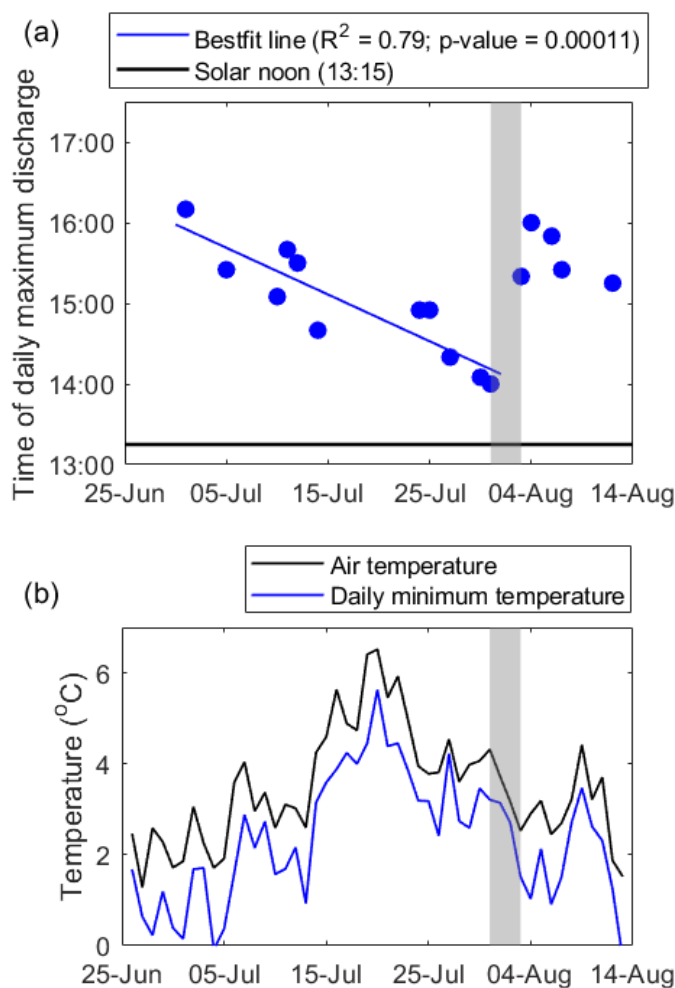 (a)
Bestfit line (R² = 0.79; p-value = 0.00011)
Solar noon (13:15)
Time of daily maximum discharge
17:00
16:00
15:00
14:00
13:00
25-Jun 05-Jul 15-Jul 25-Jul 04-Aug 14-Aug
(b)
Air temperature
Daily minimum temperature
Temperature (°C)
6
4
2
0
25-Jun 05-Jul 15-Jul 25-Jul 04-Aug 14-Aug